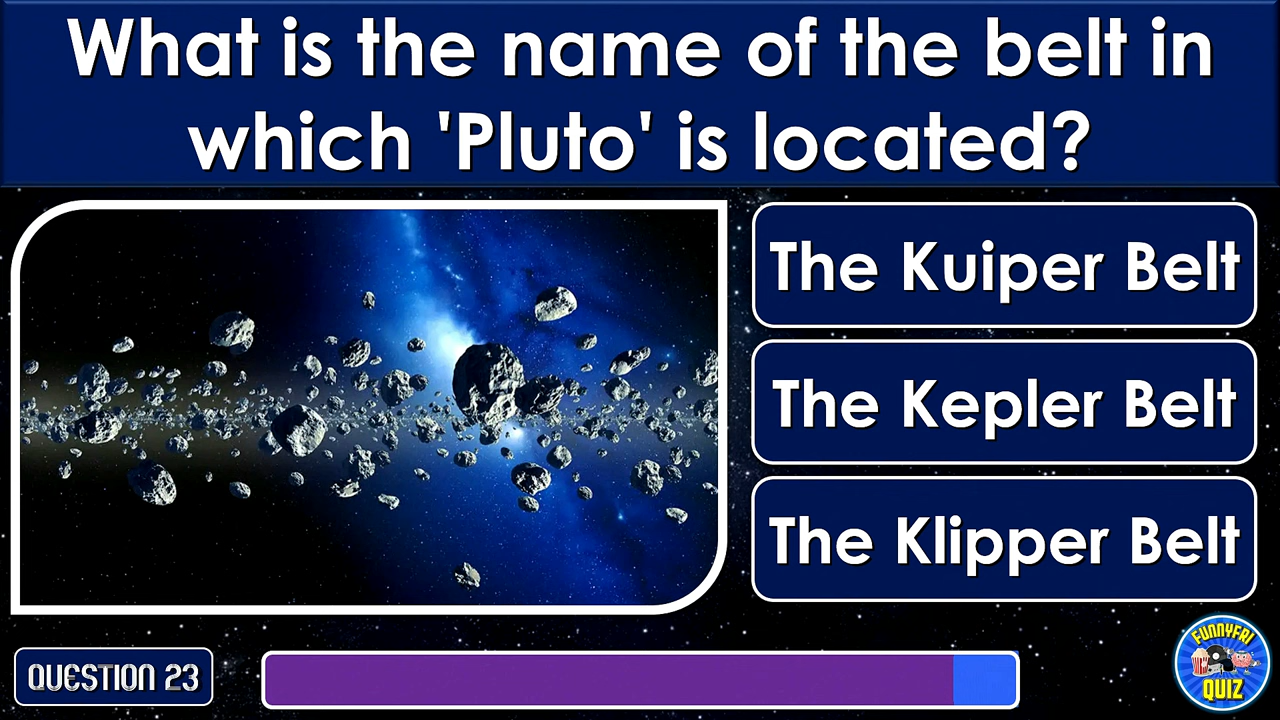 What is the name of the belt in
which 'Pluto' is located?
The Kuiper Belt
The Kepler Belt
The Klipper Belt
QUESTION 23
FUNNYFRI
QUIZ